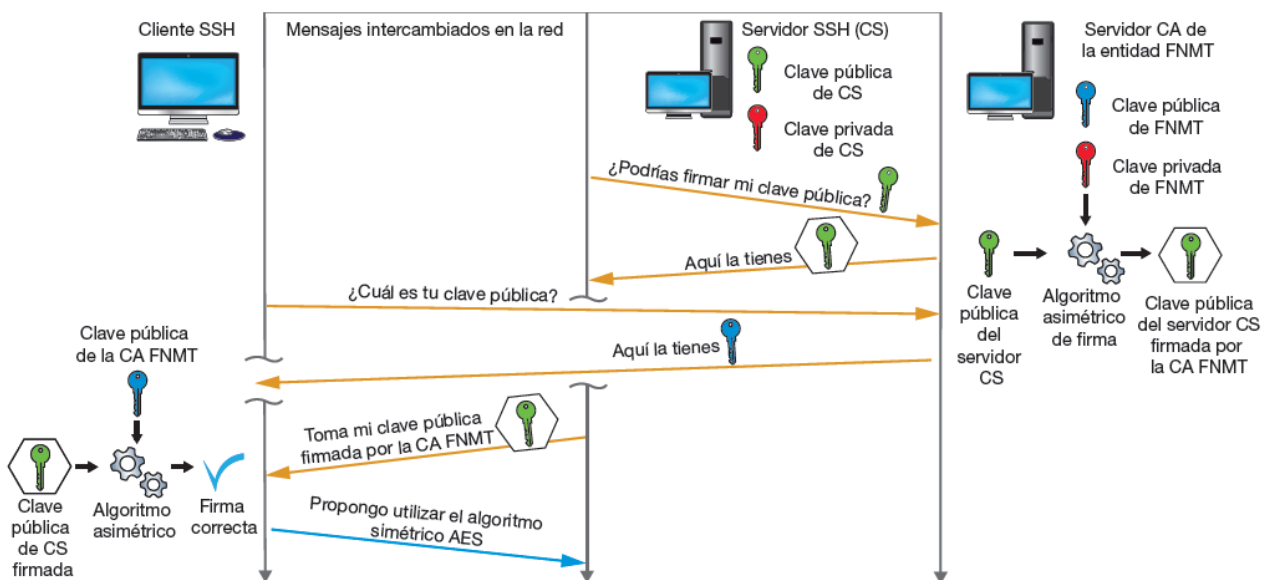 Cliente SSH
Mensajes intercambiados en la red
Servidor SSH (CS)
Clave pública
de CS
Clave privada
de CS
Servidor CA de
la entidad FNMT
Clave pública
de FNMT
Clave privada
de FNMT
¿Podrías firmar mi clave pública?
Aquí la tienes
Clave
pública
del
servidor
CS
Algoritmo
asimétrico
de firma
Clave pública
del servidor CS
firmada por
la CA FNMT
¿Cuál es tu clave pública?
Aquí la tienes
Clave pública
de la CA FNMT
Toma mi clave pública
firmada por la CA FNMT
Clave
pública
de CS
firmada
Algoritmo
asimétrico
Firma
correcta
Propongo utilizar el algoritmo
simétrico AES